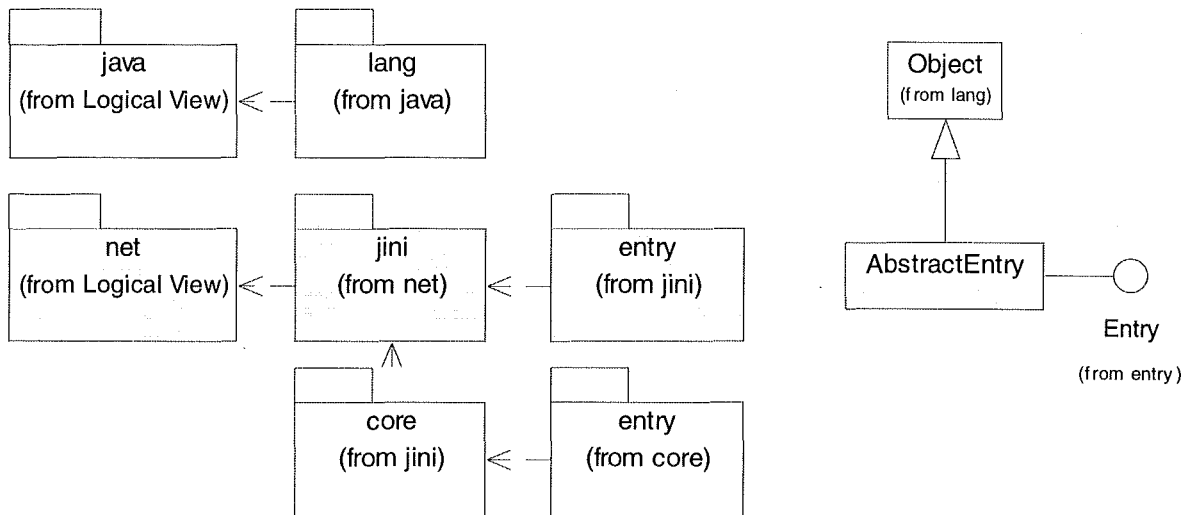 java
(from Logical View)
lang
(from java)
Object
(from lang)
net
(from Logical View)
jini
(from net)
entry
(from jini)
AbstractEntry
Entry
(from entry)
core
(from jini)
entry
(from core)